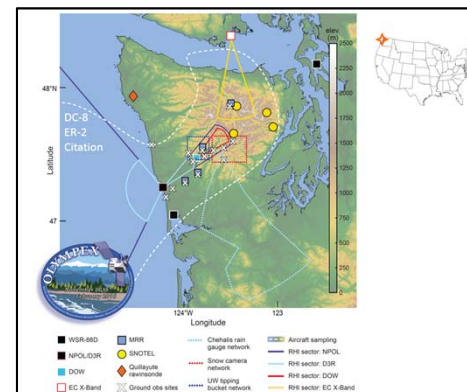 elev.
(m)
2500
2250
2000
1750
1500
1250
1000
750
500
250
0
48°N
47
Latitude
DC-8
ER-2
Citation
124°W
123
Longitude
OLYMPEX
WSR-88D
NPOL/D3R
DOW
EC X-Band
MRR
SNOTEL
Quillayute
rawinsonde
Ground obs sites
Chehalis rain
gauge network
Snow camera
network
UW tipping
bucket network
Aircraft sampling
RHI sector: NPOL
RHI sector: D3R
RHI sector: DOW
RHI sector: EC X-Band